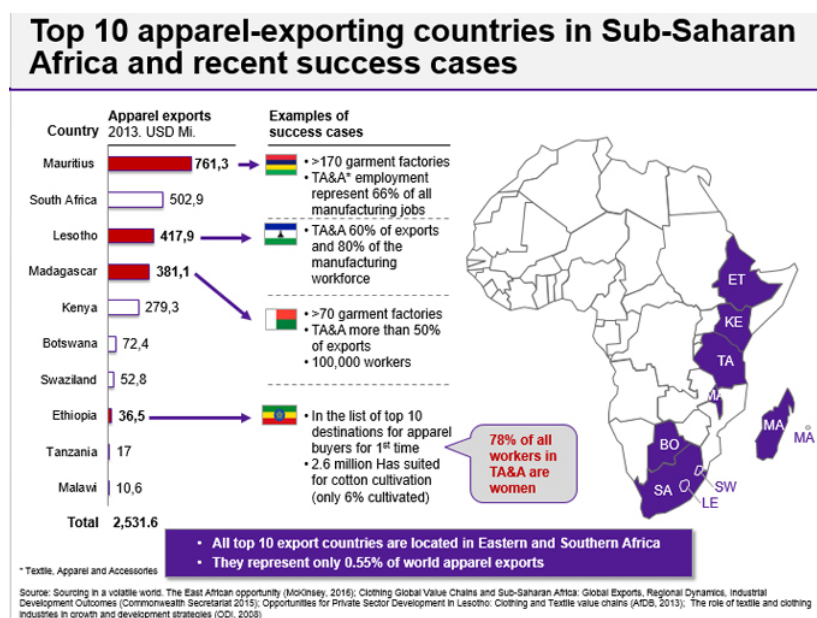 Top 10 apparel-exporting countries in Sub-Saharan
Africa and recent success cases
Country
Apparel exports
2013. USD Mi.
Examples of
success cases
Mauritius 761,3
South Africa 502,9
Lesotho 417,9
Madagascar 381,1
Kenya 279,3
Botswana 72,4
Swaziland 52,8
Ethiopia 36,5
Tanzania 17
Malawi 10,6
Total 2,531.6
• >170 garment factories
• TA&A* employment
represent 66% of all
manufacturing jobs
• TA&A 60% of exports
and 80% of the
manufacturing
workforce
• >70 garment factories
• TA&A more than 50%
of exports
• 100,000 workers
• In the list of top 10
destinations for apparel
buyers for 1st time
• 2.6 million Has suited
for cotton cultivation
(only 6% cultivated)
78% of all
workers in
TA&A are
women
ET
KE
TA
MA
MA
MA
BO
SA
SW
LE
• All top 10 export countries are located in Eastern and Southern Africa
• They represent only 0.55% of world apparel exports
* Textile, Apparel and Accessories
Source: Sourcing in a volatile world. The East African opportunity (McKinsey, 2016); Clothing Global Value Chains and Sub-Saharan Africa: Global Exports, Regional Dynamics, Industrial
Development Outcomes (Commonwealth Secretariat 2015); Opportunities for Private Sector Development in Lesotho: Clothing and Textile value chains (AfDB, 2013); The role of textile and clothing
industries in growth and development strategies (ODI, 2008)